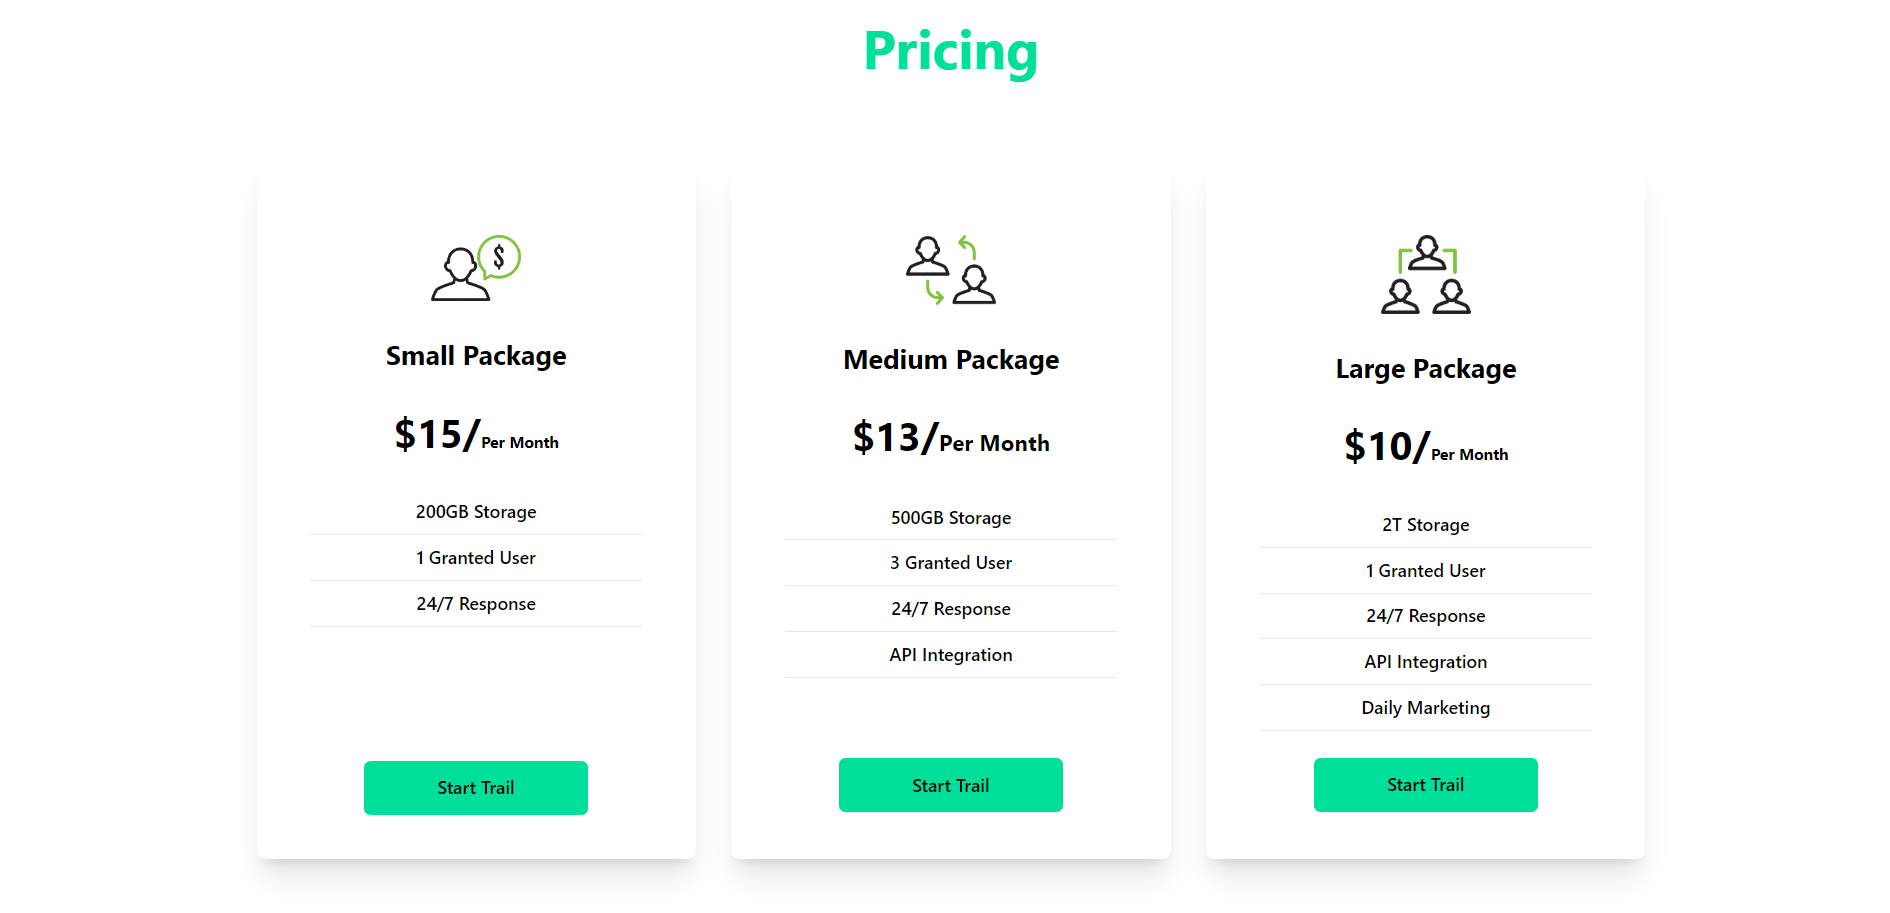 Pricing
$
Small Package
$15/Per Month
200GB Storage
1 Granted User
24/7 Response
Start Trail
Medium Package
$13/Per Month
500GB Storage
3 Granted User
24/7 Response
API Integration
Start Trail
Large Package
$10/Per Month
2T Storage
1 Granted User
24/7 Response
API Integration
Daily Marketing
Start Trail